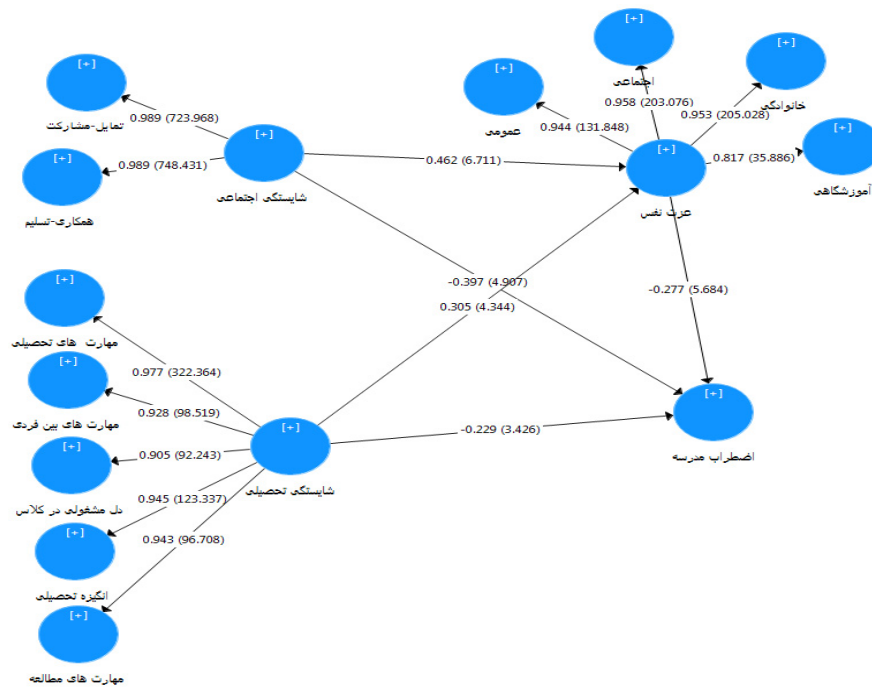 [+]
تمایل-مشارکت
[+]
همکاری-تسلیم
[+]
شایستگی اجتماعی
0.989 (723.968)
0.989 (748.431)
[+]
عمومی
[+]
اجتماعی
[+]
خانوادگی
[+]
آموزشگاهی
0.944 (131.848)
0.958 (203.076)
0.953 (205.028)
0.817 (35.886)
[+]
عزت نفس
0.462 (6.711)
-0.397 (4.907)
0.305 (4.344)
-0.277 (5.684)
[+]
مهارت های تحصیلی
[+]
مهارت های بین فردی
[+]
دل مشغولی در کلاس
[+]
انگیزه تحصیلی
[+]
مهارت های مطالعه
0.977 (322.364)
0.928 (98.519)
0.905 (92.243)
0.945 (123.337)
0.943 (96.708)
[+]
شایستگی تحصیلی
-0.229 (3.426)
[+]
اضطراب مدرسه